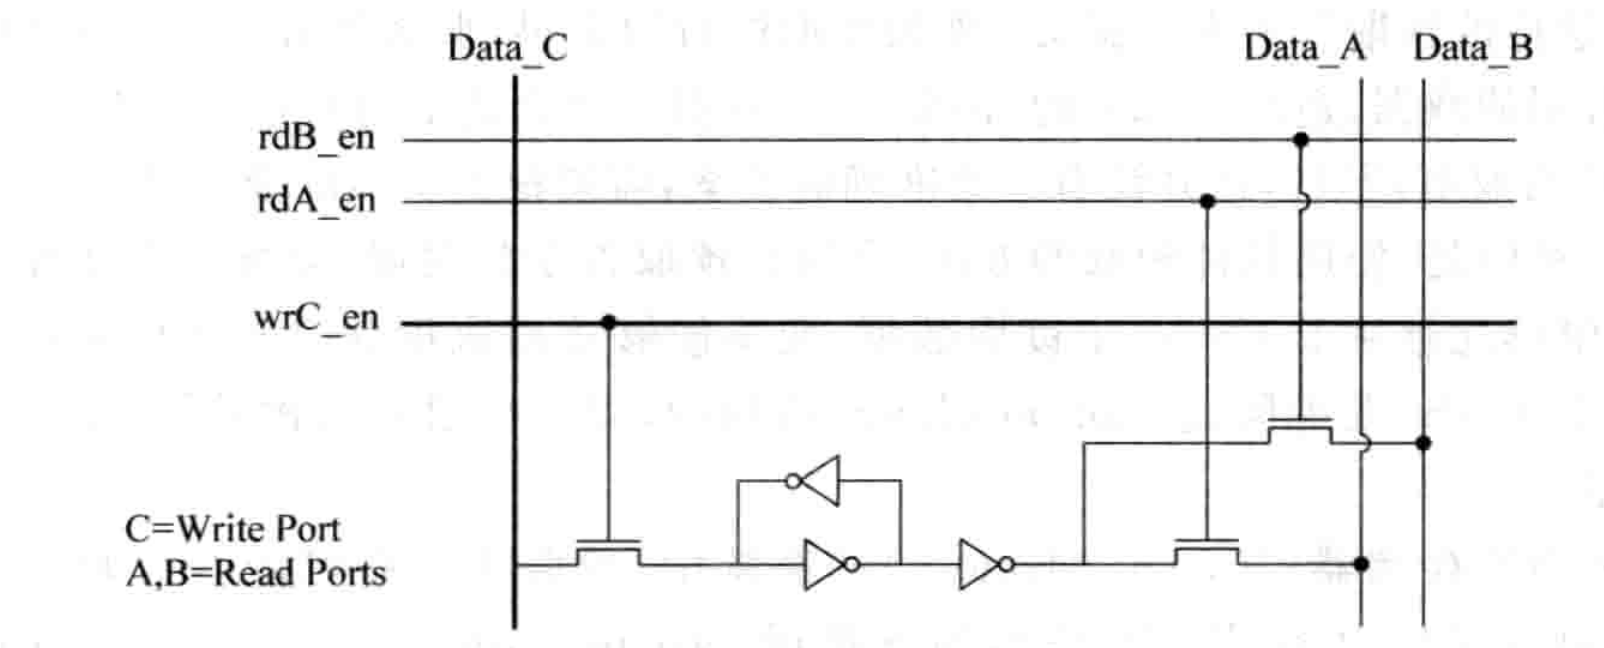 Data_C
Data_A
Data_B
rdB_en
rdA_en
wrC_en
C=Write Port
A,B=Read Ports